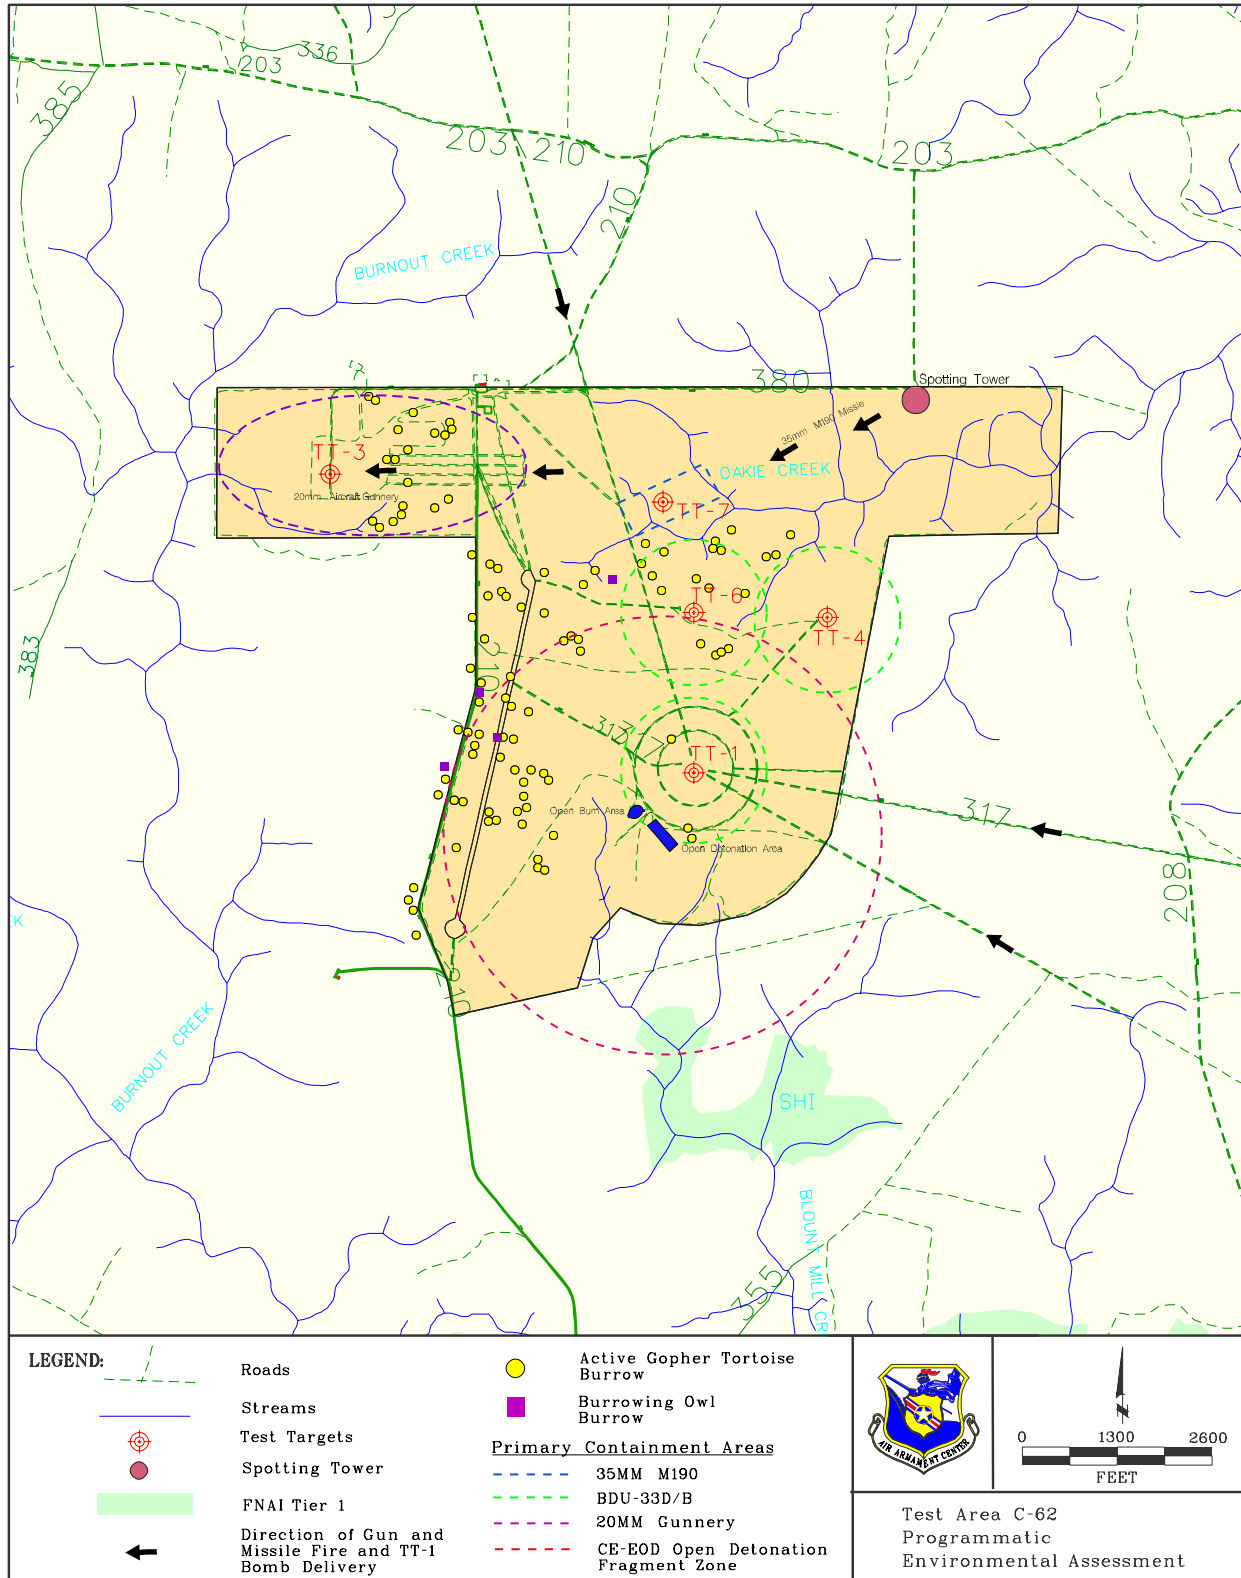 336
203
385
203 210
203
210
BURNOUT CREEK
380
Spotting Tower
35mm M190 Missle
OAKIE CREEK
TT-3
20mm Aircraft Gunnery
TT-7
TT-6
TT-4
383
210
317
TT-1
Open Burn Area
Open Detonation Area
317
208
K
210
BURNOUT CREEK
SHI
BLOUNT MILL CR
355
LEGEND:
Roads
Streams
Test Targets
Spotting Tower
FNAI Tier 1
Direction of Gun and
Missile Fire and TT-1
Bomb Delivery
Active Gopher Tortoise
Burrow
Burrowing Owl
Burrow
Primary Containment Areas
35MM M190
BDU-33D/B
20MM Gunnery
CE-EOD Open Detonation
Fragment Zone
AIR ARMAMENT CENTER
0 1300 2600
FEET
Test Area C-62
Programmatic
Environmental Assessment